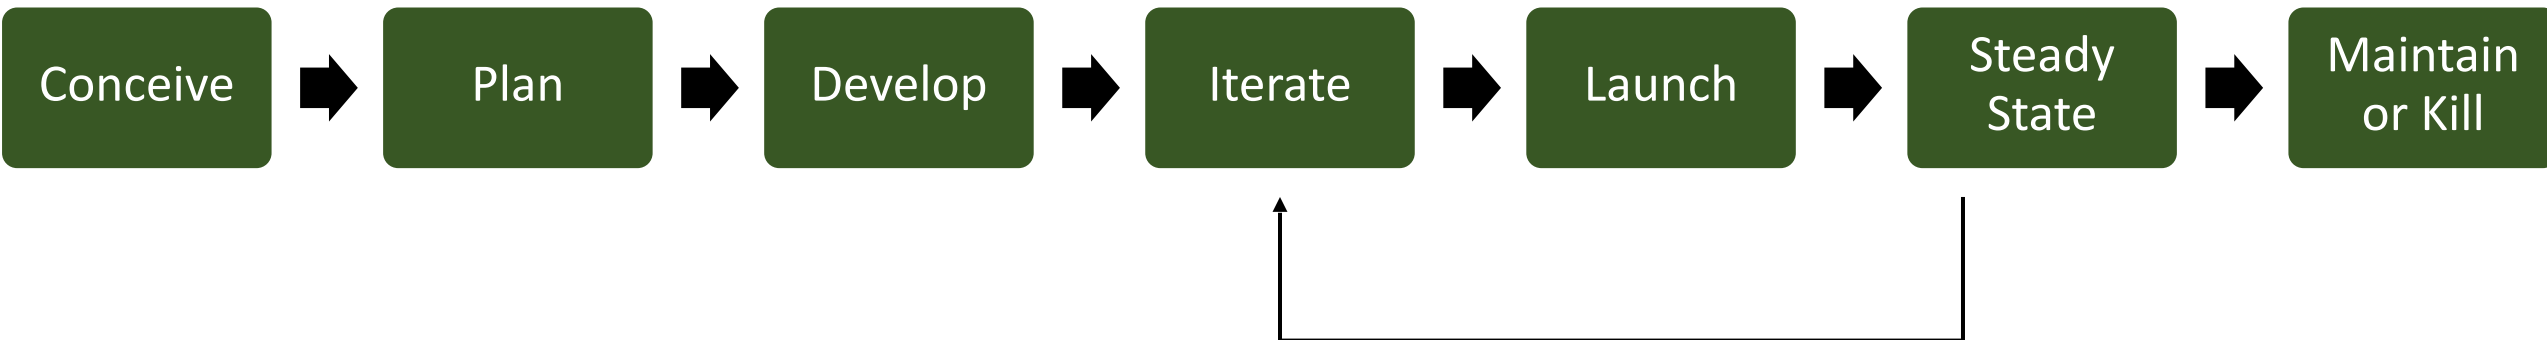 Conceive
Plan
Develop
Iterate
Launch
Steady
State
Maintain
or Kill